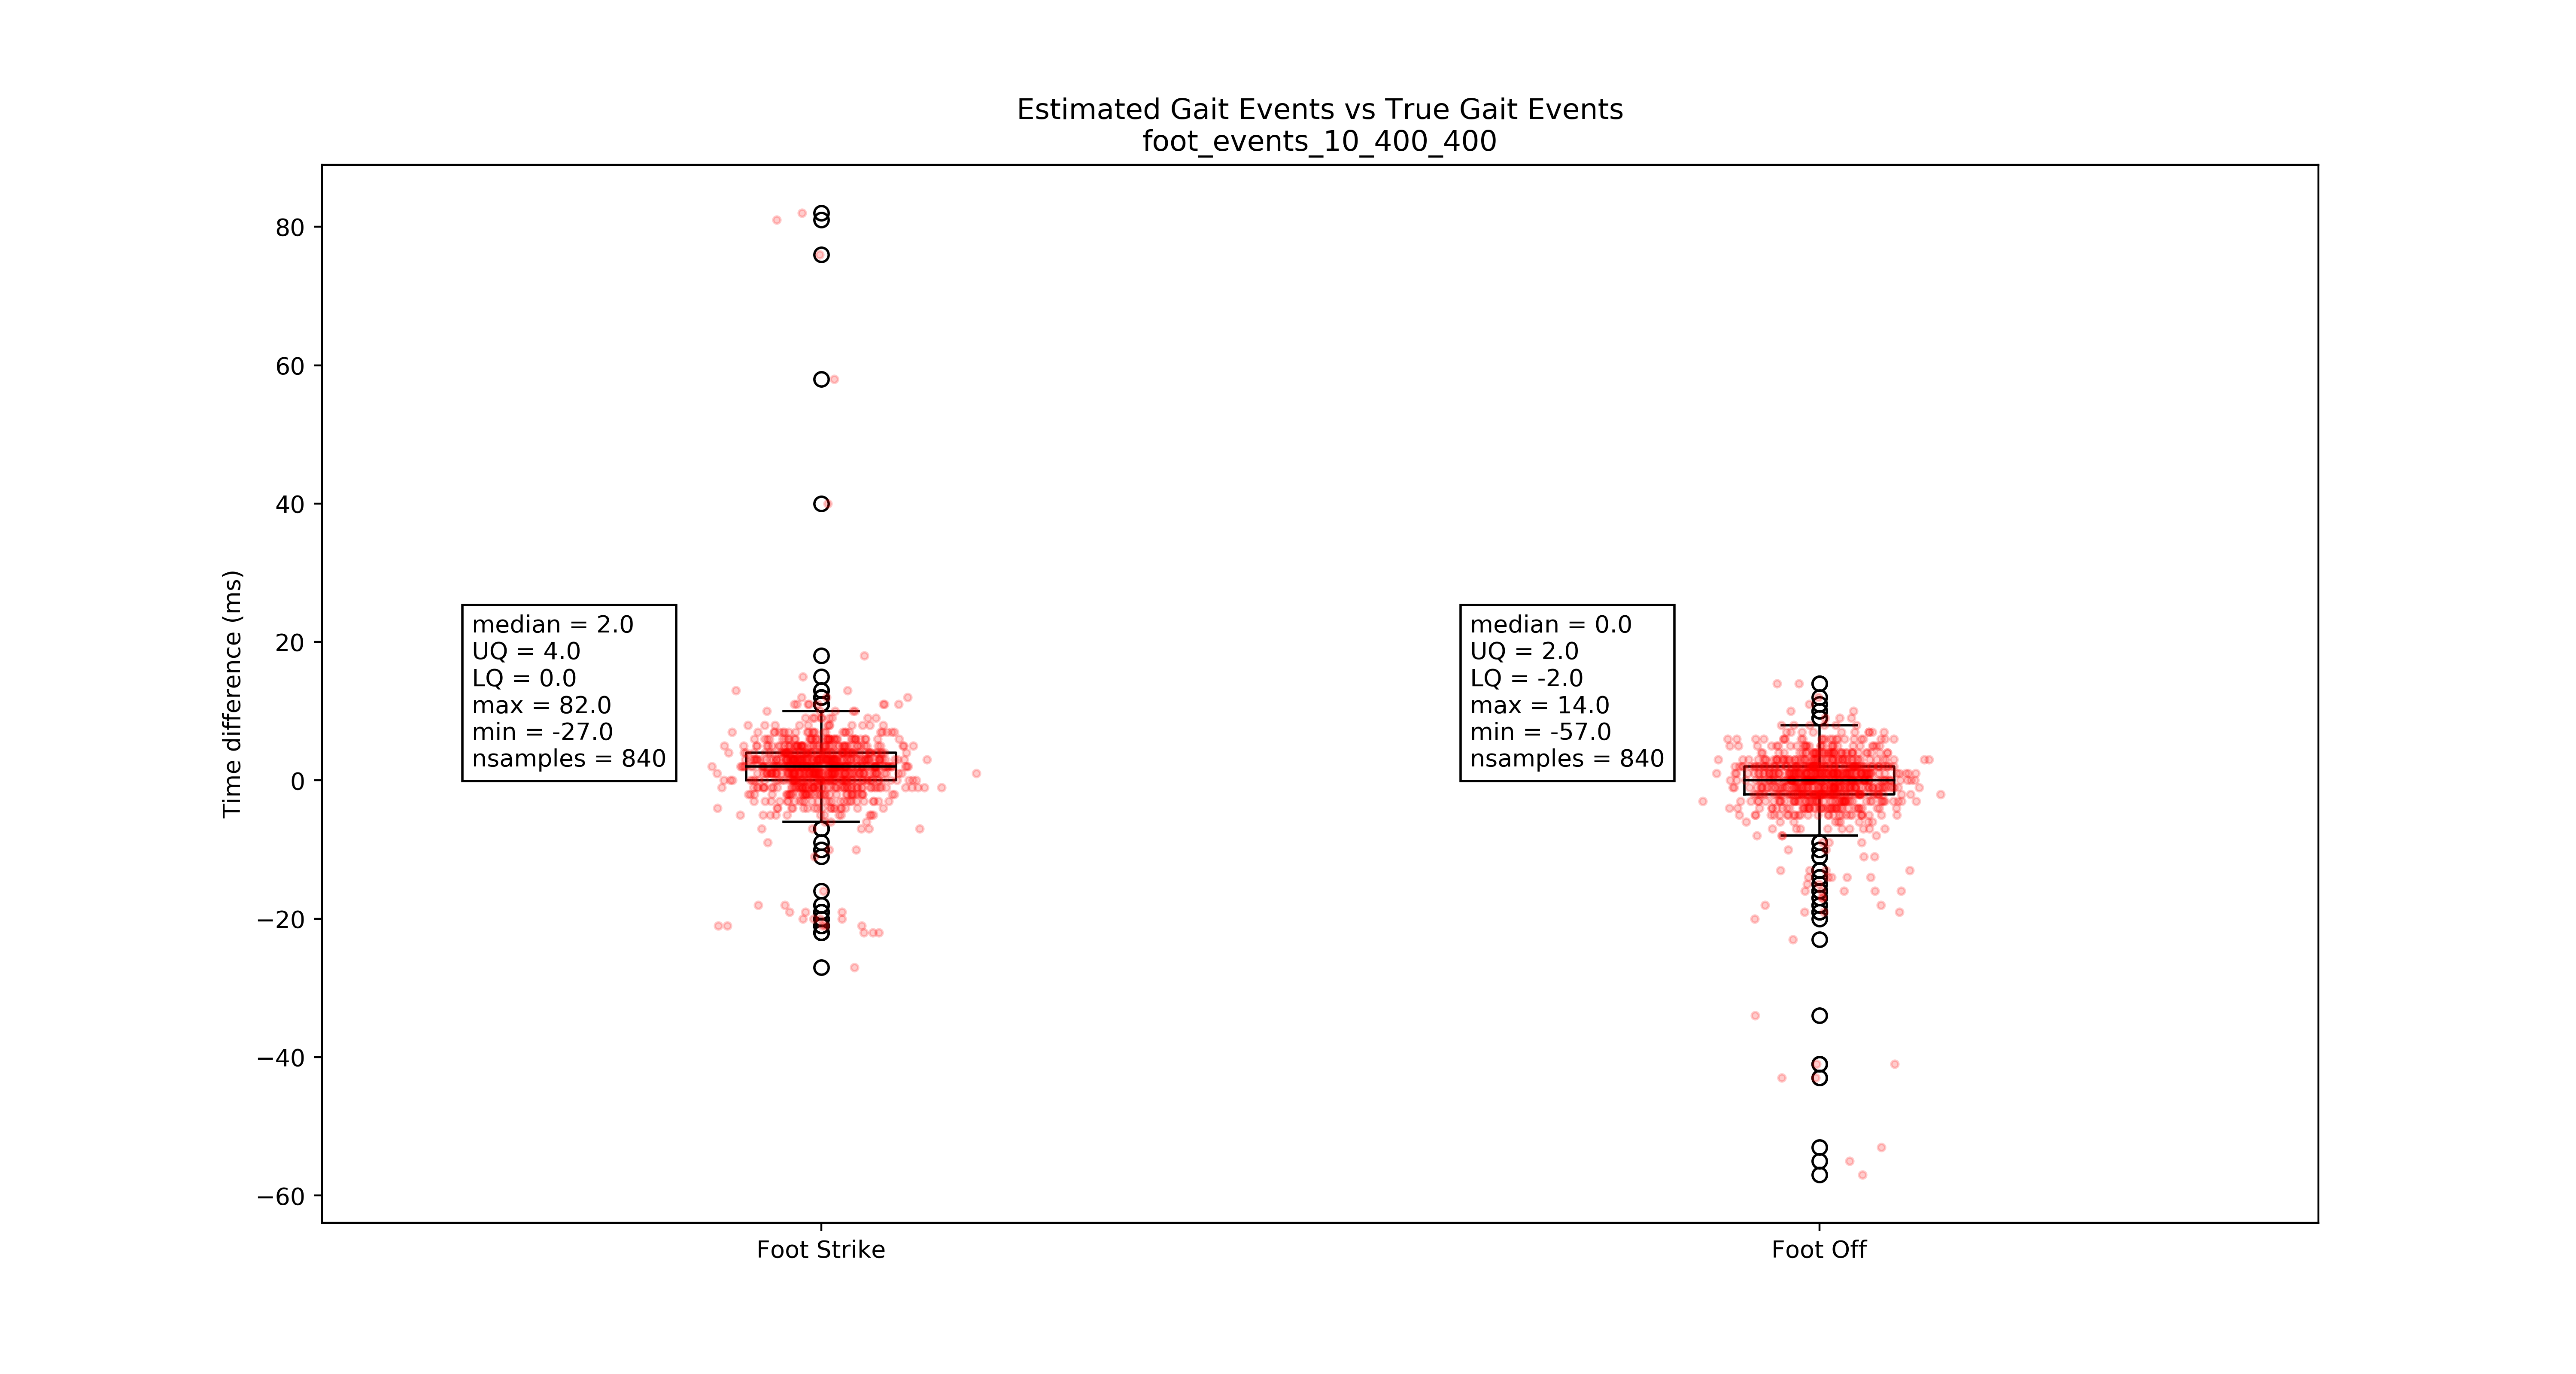 Estimated Gait Events vs True Gait Events
foot_events_10_400_400
Time difference (ms)
80
60
40
20
0
−20
−40
−60
median = 2.0
UQ = 4.0
LQ = 0.0
max = 82.0
min = -27.0
nsamples = 840
median = 0.0
UQ = 2.0
LQ = -2.0
max = 14.0
min = -57.0
nsamples = 840
Foot Strike
Foot Off